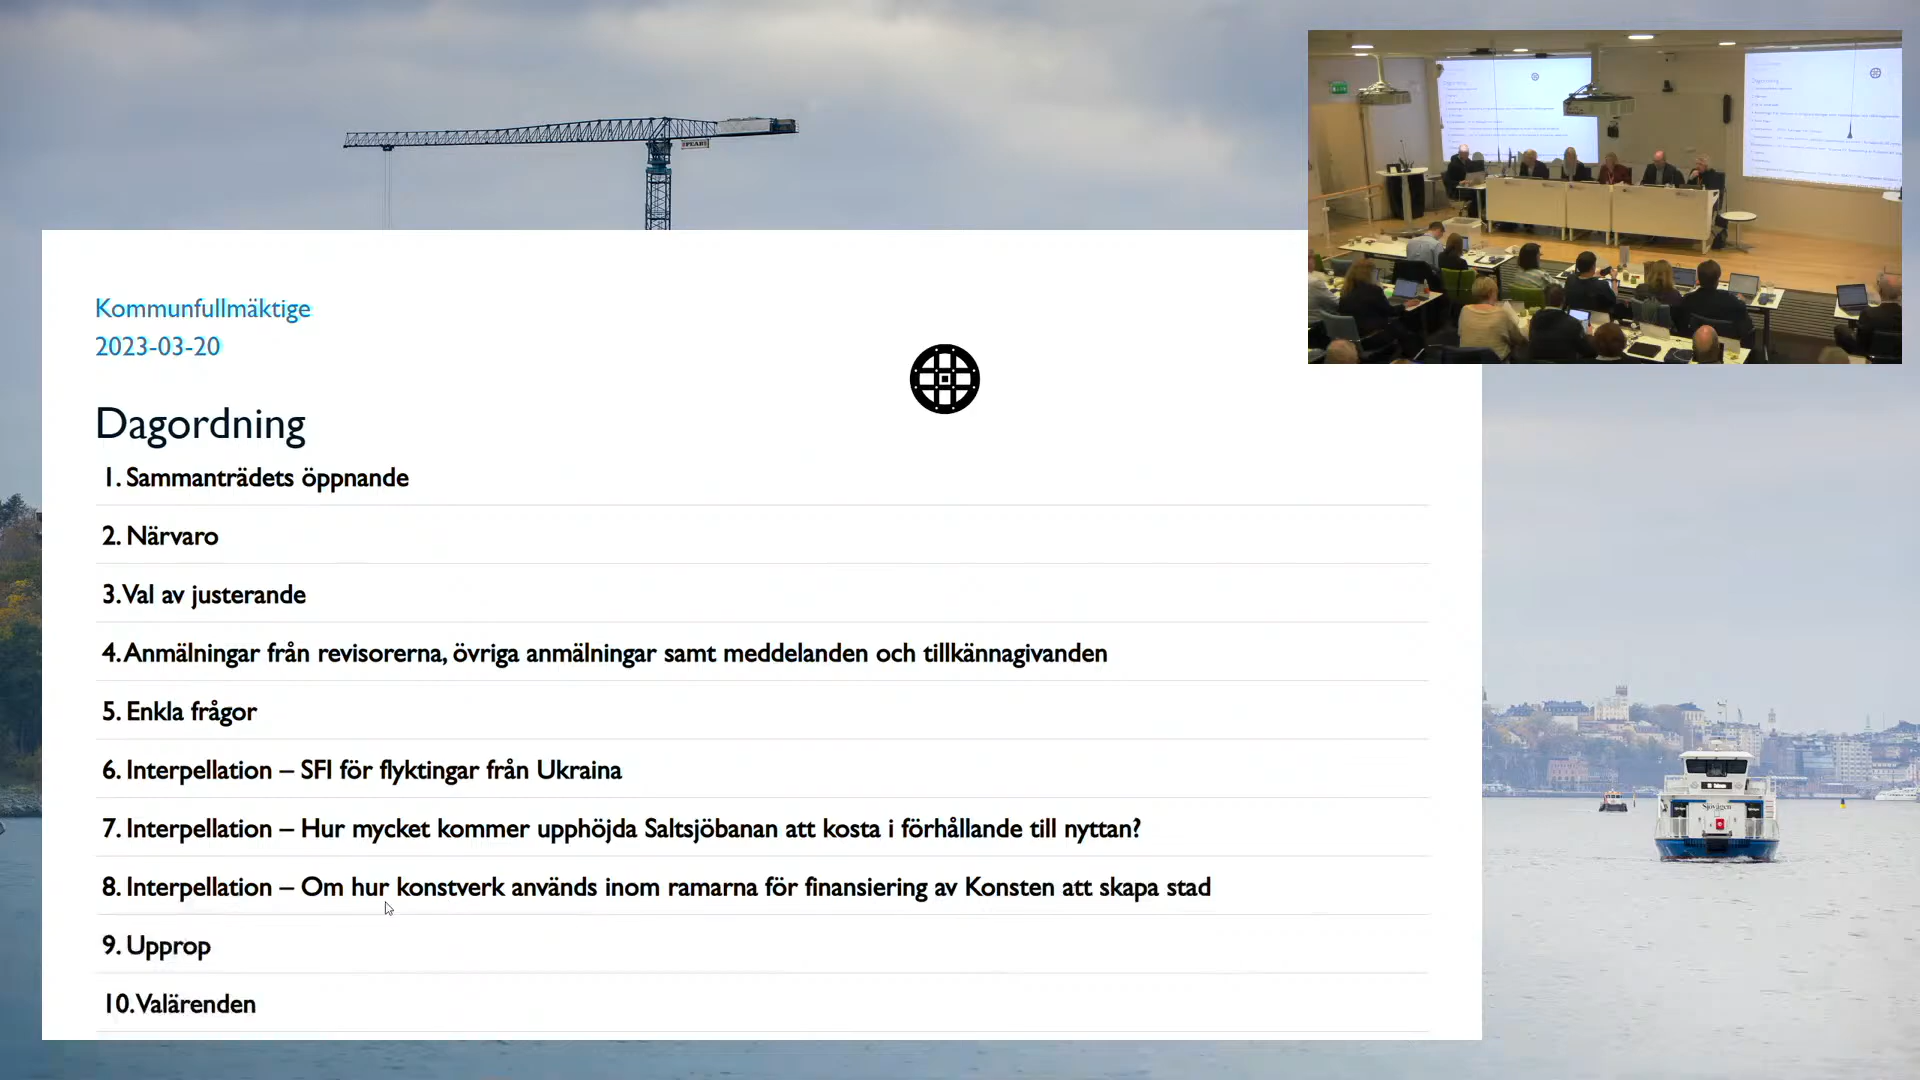 PEAB
Kommunfullmäktige
2023-03-20
Dagordning
1. Sammanträdets öppnande
2. Närvaro
3. Val av justerande
4. Anmälningar från revisorerna, övriga anmälningar samt meddelanden och tillkännagivanden
5. Enkla frågor
6. Interpellation – SFI för flyktingar från Ukraina
7. Interpellation – Hur mycket kommer upphöjda Saltsjöbanan att kosta i förhållande till nyttan?
8. Interpellation – Om hur konstverk används inom ramarna för finansiering av Konsten att skapa stad
9. Upprop
10. Valärenden
Sjövägen